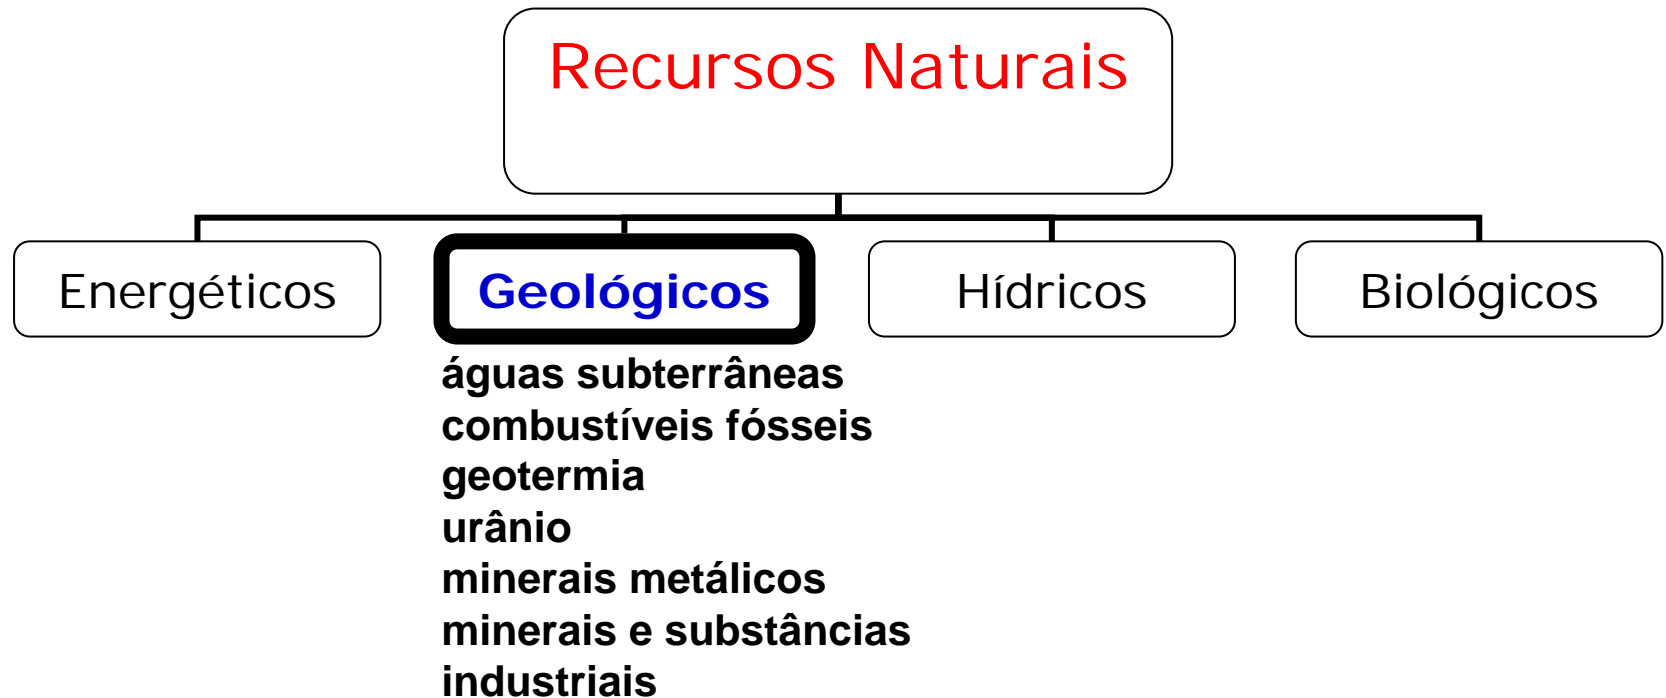 Recursos Naturais
Energéticos
Geológicos
Hídricos
Biológicos
águas subterrâneas
combustíveis fósseis
geotermia
urânio
minerais metálicos
minerais e substâncias
industriais